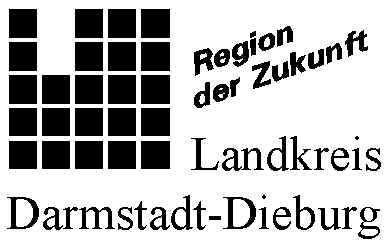 Region
der Zukunft
Landkreis
Darmstadt-Dieburg